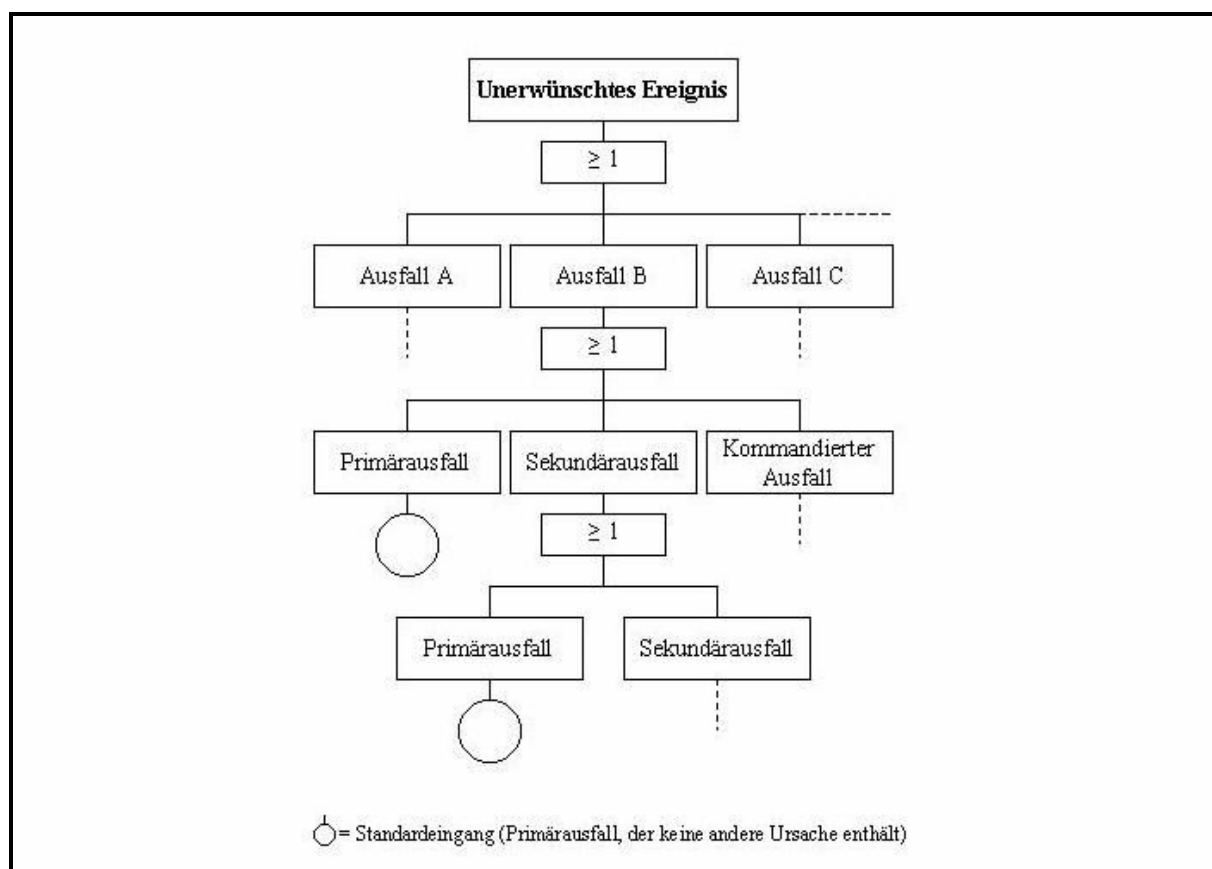 Unerwünschtes Ereignis
≥ 1
Ausfall A
Ausfall B
Ausfall C
≥ 1
Primärausfall
Sekundärausfall
Kommandierter
Ausfall
≥ 1
Primärausfall
Sekundärausfall
= Standardeingang (Primärausfall, der keine andere Ursache enthält)